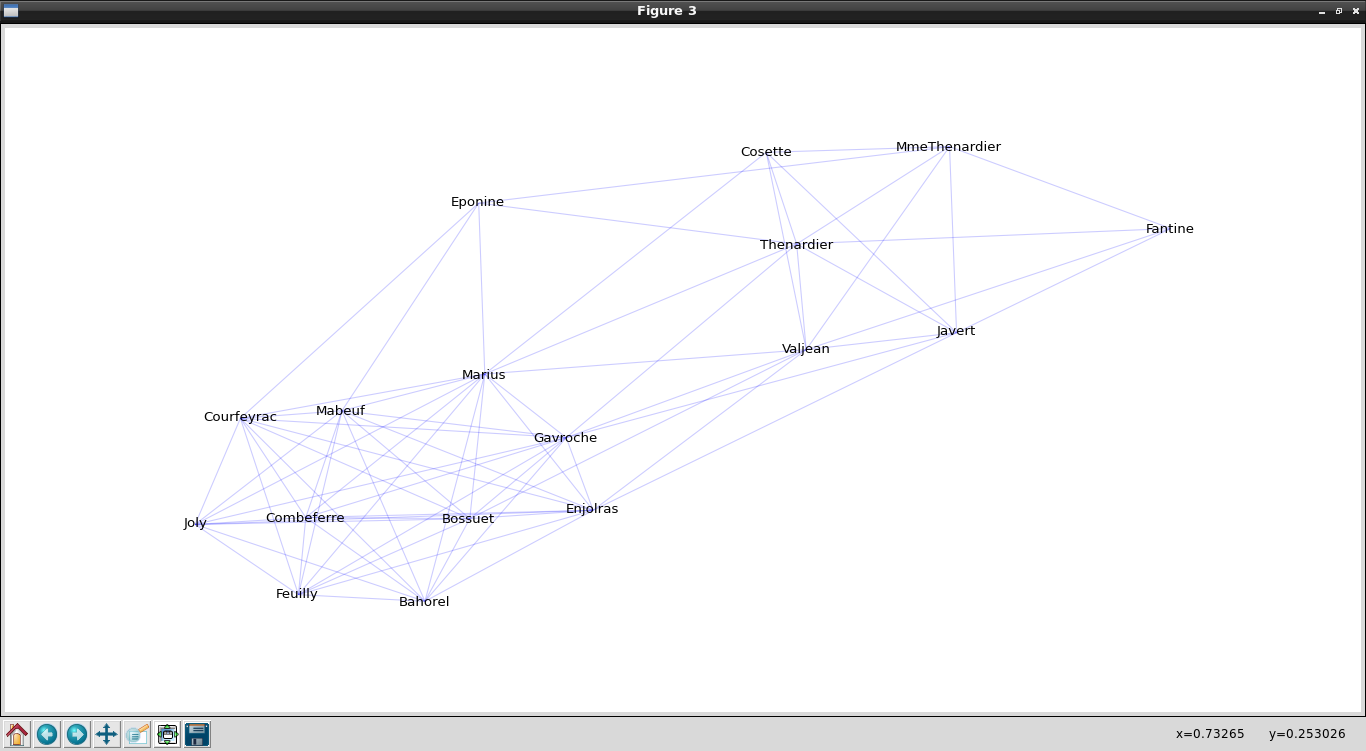 Figure 3
Cosette
MmeThenardier
Eponine
Fantine
Thenardier
Javert
Valjean
Marius
Mabeuf
Courfeyrac
Gavroche
Enjolras
Joly
Combeferre
Bossuet
Feuilly
Bahorel
x=0.73265 y=0.253026